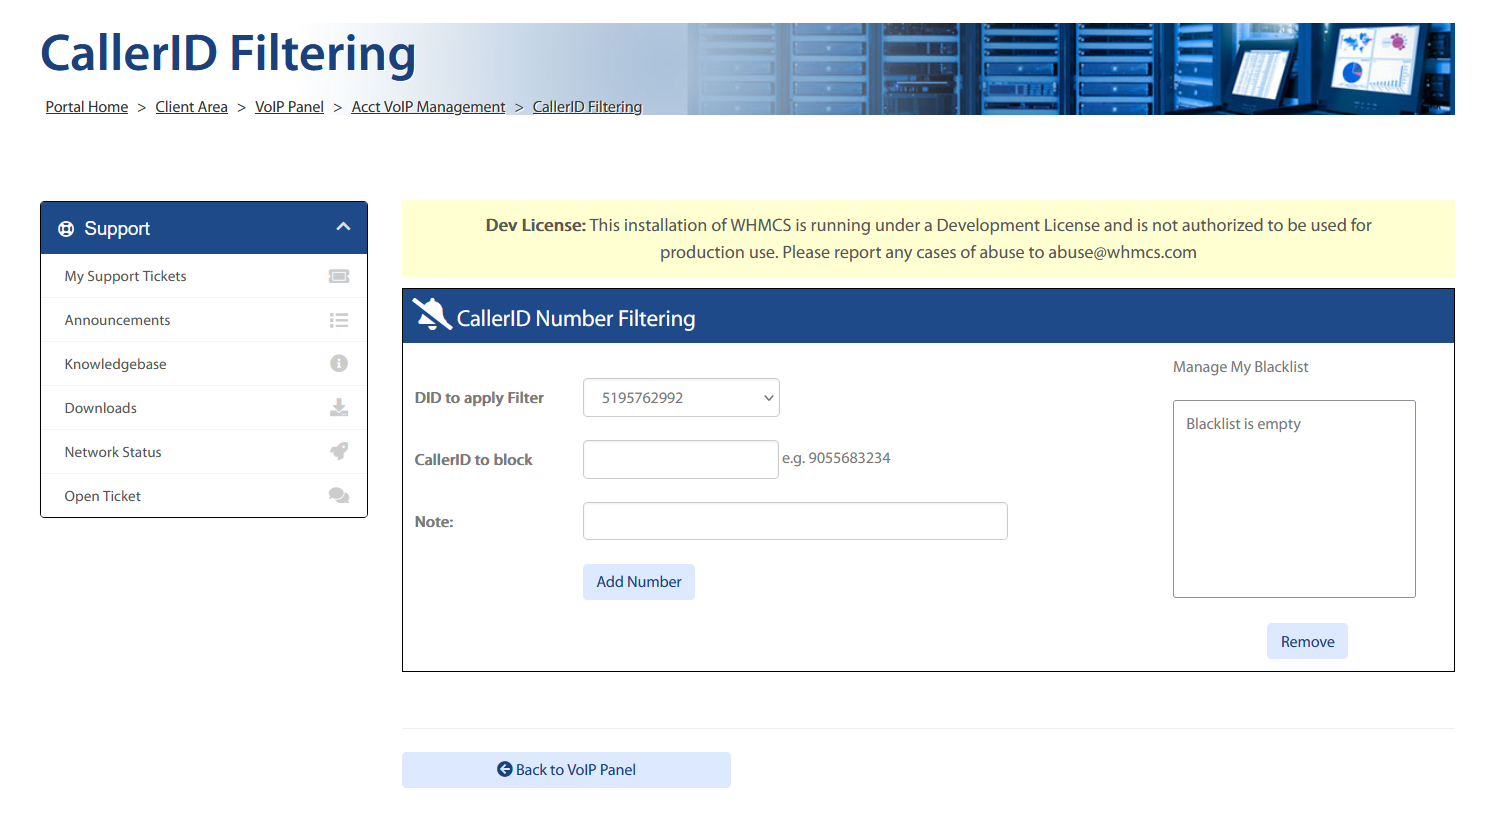 CallerID Filtering
Portal Home > Client Area > VoIP Panel > Acct VoIP Management > CallerID Filtering
Support
My Support Tickets
Announcements
Knowledgebase
Downloads
Network Status
Open Ticket
Dev License: This installation of WHMCS is running under a Development License and is not authorized to be used for
production use. Please report any cases of abuse to abuse@whmcs.com
CallerID Number Filtering
DID to apply Filter
5195762992
CallerID to block
e.g. 9055683234
Note:
Add Number
Manage My Blacklist
Blacklist is empty
Remove
Back to VoIP Panel